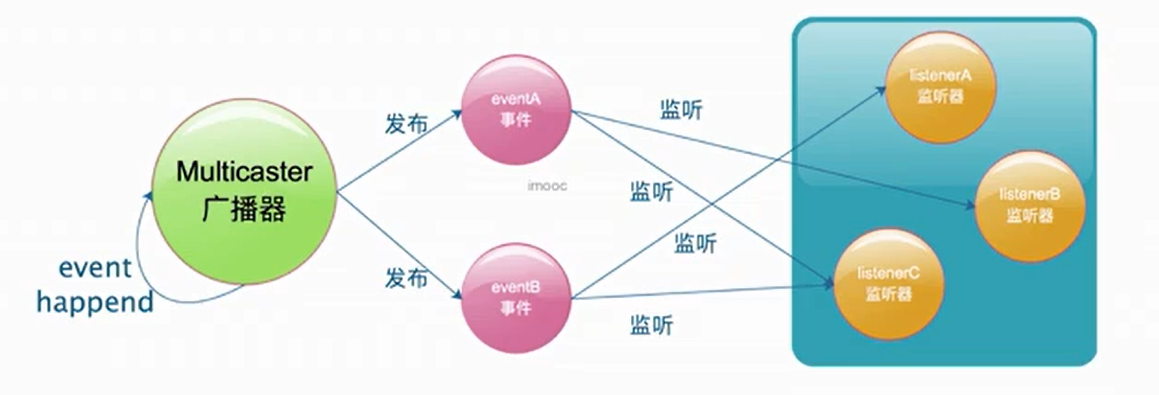 Multicaster
广播器
event
happend
发布
发布
eventA
事件
imooc
eventB
事件
监听
监听
监听
监听
listenerA
监听器
listenerB
监听器
listenerC
监听器